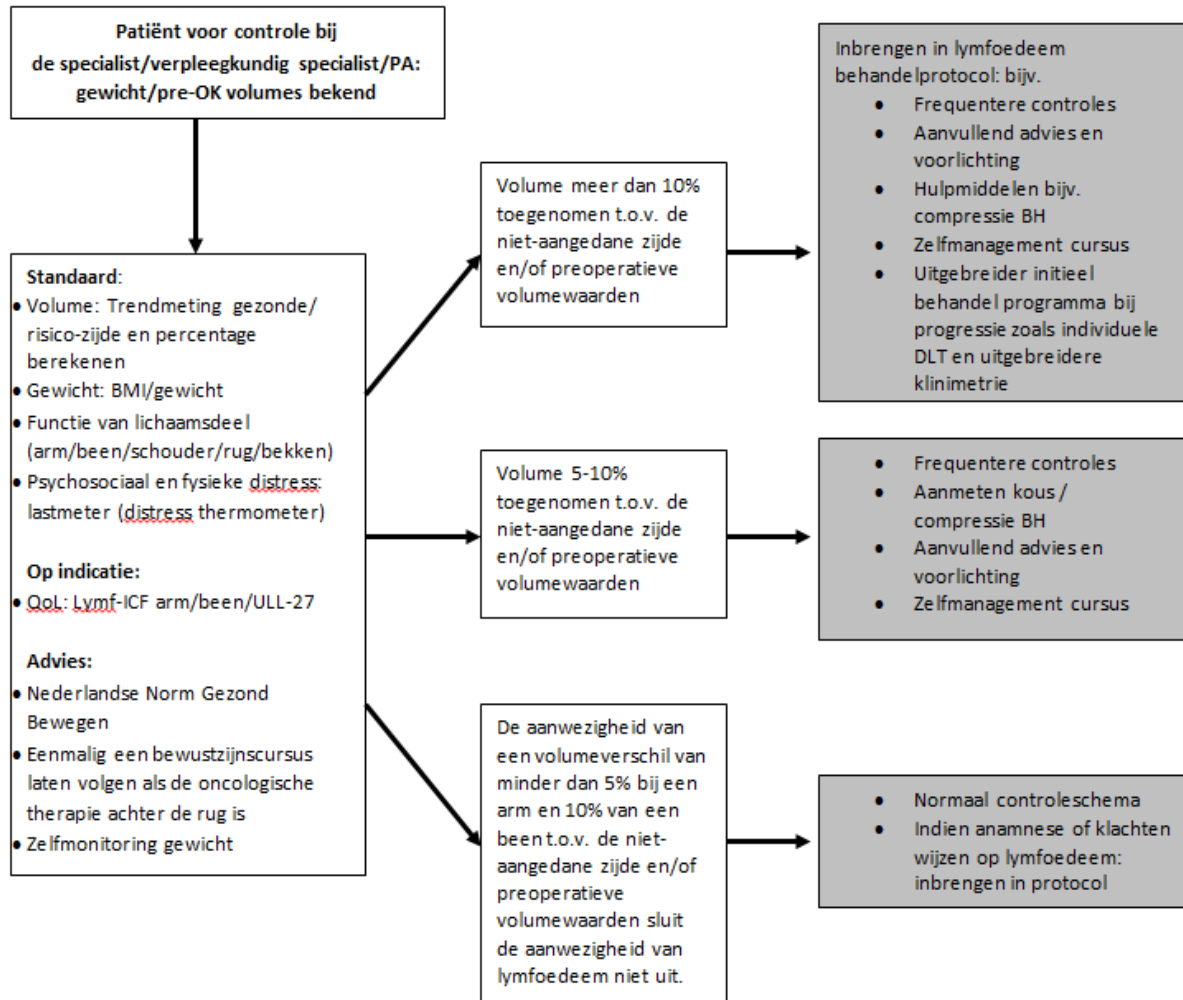 Patiënt voor controle bij
de specialist/verpleegkundig specialist/PA:
gewicht/pre-OK volumes bekend
Standaard:
• Volume: Trendmeting gezonde/
risico-zijde en percentage
berekenen
• Gewicht: BMI/gewicht
• Functie van lichaamsdeel
(arm/been/schouder/rug/bekken)
• Psychosociaal en fysieke distress:
lastmeter (distress thermometer)
Op indicatie:
• QoL: Lymf-ICF arm/been/ULL-27
Advies:
• Nederlandse Norm Gezond
Bewegen
• Eenmalig een bewustzijnscursus
laten volgen als de oncologische
therapie achter de rug is
• Zelfmonitoring gewicht
Volume meer dan 10%
toegenomen t.o.v. de
niet-aangedane zijde
en/of preoperatieve
volumewaarden
Volume 5-10%
toegenomen t.o.v. de
niet-aangedane zijde
en/of preoperatieve
volumewaarden
De aanwezigheid van
een volumeverschil van
minder dan 5% bij een
arm en 10% van een
been t.o.v. de niet-
aangedane zijde en/of
preoperatieve
volumewaarden sluit
de aanwezigheid van
lymfoedeem niet uit.
Inbrengen in lymfoedeem
behandelprotocol: bijv.
• Frequentere controles
• Aanvullend advies en
voorlichting
• Hulpmiddelen bijv.
compressie BH
• Zelfmanagement cursus
• Uitgebreider initieel
behandel programma bij
progressie zoals individuele
DLT en uitgebreidere
klinimetrie
• Frequentere controles
• Aanmeten kous /
compressie BH
• Aanvullend advies en
voorlichting
• Zelfmanagement cursus
• Normaal controleschema
• Indien anamnese of klachten
wijzen op lymfoedeem:
inbrengen in protocol